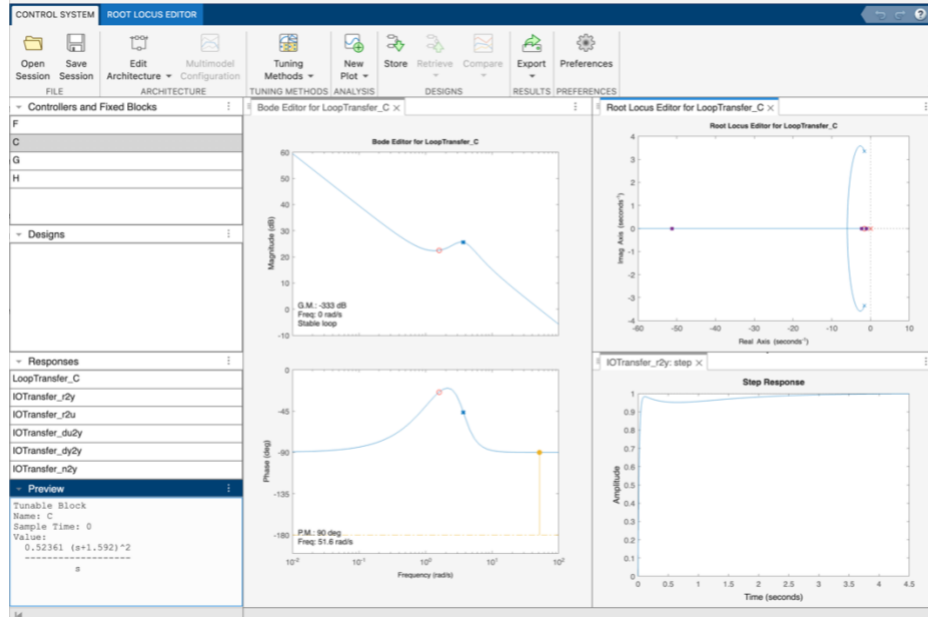 CONTROL SYSTEM ROOT LOCUS EDITOR
Open Session
Save Session
Edit Architecture
Multimodel Configuration
Tuning Methods
New Plot
Store
Retrieve
Compare
Export
Preferences
FILE ARCHITECTURE TUNING METHODS ANALYSIS DESIGNS RESULTS PREFERENCES
Controllers and Fixed Blocks
F
C
G
H
Designs
Responses
LoopTransfer_C
IOTransfer_r2y
IOTransfer_r2u
IOTransfer_du2y
IOTransfer_dy2y
IOTransfer_n2y
Preview
Tunable Block
Name: C
Sample Time: 0
Value:
0.52361 (s+1.592)^2
-------------------
s
Bode Editor for LoopTransfer_C
Bode Editor for LoopTransfer_C
Magnitude (dB)
60
50
40
30
20
10
0
-10
G.M.: -333 dB
Freq: 0 rad/s
Stable loop
Phase (deg)
0
-45
-90
-135
-180
P.M.: 90 deg
Freq: 51.6 rad/s
10-2 10-1 100 101 102
Frequency (rad/s)
Root Locus Editor for LoopTransfer_C
Root Locus Editor for LoopTransfer_C
Imag Axis (seconds-1)
4
3
2
1
0
-1
-2
-3
-4
-60 -50 -40 -30 -20 -10 0 10
Real Axis (seconds-1)
IOTransfer_r2y: step
Step Response
Amplitude
1
0.9
0.8
0.7
0.6
0.5
0.4
0.3
0.2
0.1
0
0 0.5 1 1.5 2 2.5 3 3.5 4 4.5
Time (seconds)